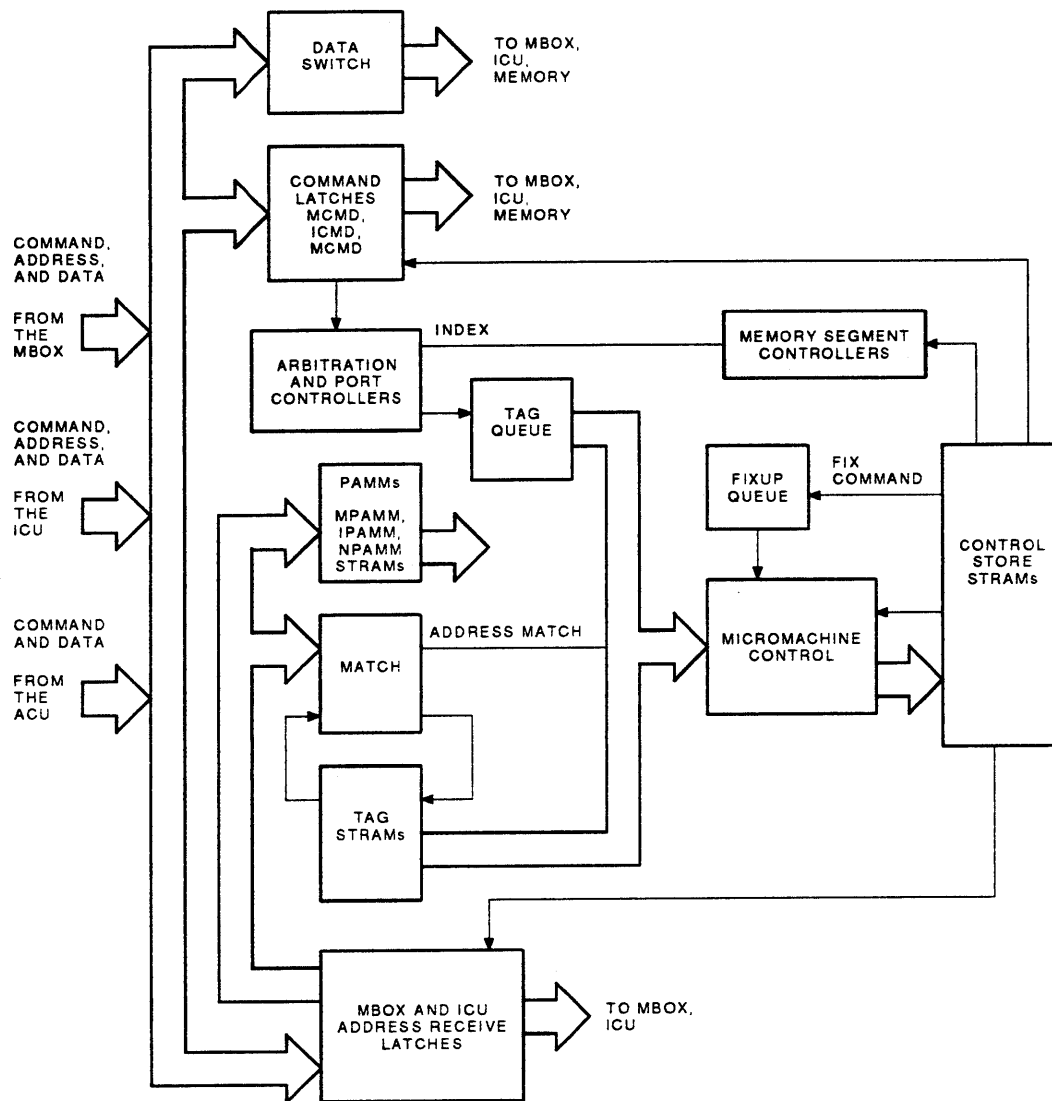 DATA
SWITCH
TO MBOX,
ICU,
MEMORY
COMMAND
LATCHES
MCMD,
ICMD,
MCMD
TO MBOX,
ICU,
MEMORY
COMMAND,
ADDRESS,
AND DATA
FROM
THE
MBOX
INDEX
MEMORY SEGMENT
CONTROLLERS
ARBITRATION
AND PORT
CONTROLLERS
TAG
QUEUE
COMMAND,
ADDRESS,
AND DATA
FROM
THE
ICU
PAMMs
MPAMM,
IPAMM,
NPAMM
STRAMs
FIXUP
QUEUE
FIX
COMMAND
CONTROL
STORE
STRAMs
COMMAND
AND DATA
FROM
THE
ACU
MATCH
ADDRESS MATCH
MICROMACHINE
CONTROL
TAG
STRAMs
MBOX AND ICU
ADDRESS RECEIVE
LATCHES
TO MBOX,
ICU